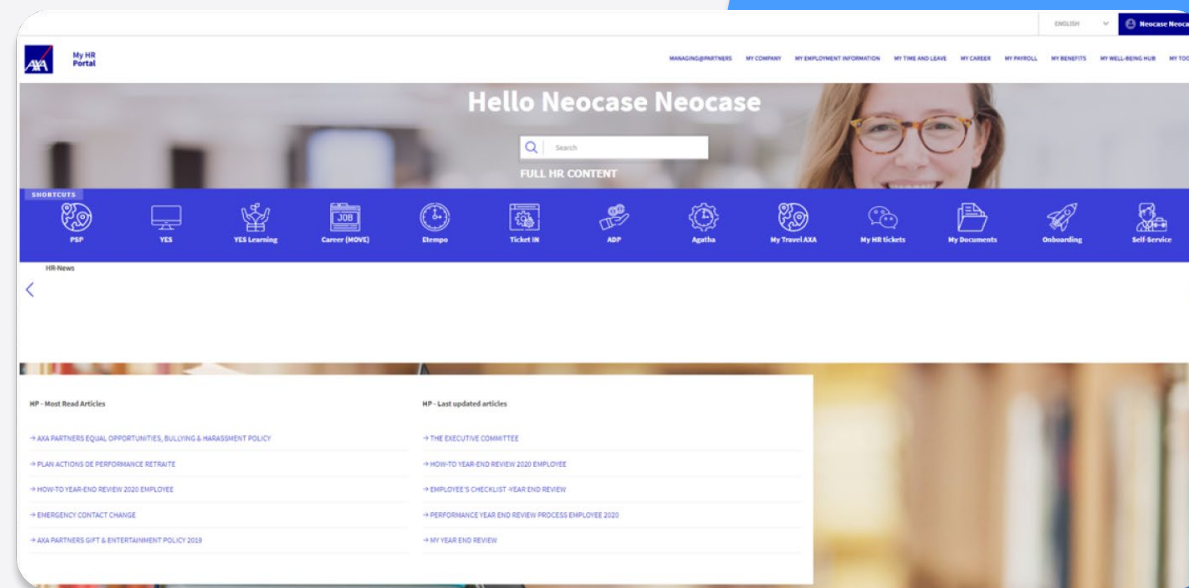 ENGLISH
Neocase
AXA
My HR
Portal
MANAGING@PARTNERS MY COMPANY MY EMPLOYMENT INFORMATION MY TIME AND LEAVE MY CAREER MY PAYROLL MY BENEFITS MY WELL-BEING HUB MY
Hello Neocase Neocase
Search
FULL HR CONTENT
SHORTCUTS
JOB
PSP YES YES Learning Career (MOVE) Etempo Ticket IN ADP Agatha My Travel AXA My HR tickets My Documents Onboarding Self-Service
HR-News
HP - Most Read Articles
→ AXA PARTNERS EQUAL OPPORTUNITIES, BULLYING & HARASSMENT POLICY
→ PLAN ACTIONS DE PERFORMANCE RETRAITE
→ HOW-TO YEAR-END REVIEW 2020 EMPLOYEE
→ EMERGENCY CONTACT CHANGE
→ AXA PARTNERS GIFT & ENTERTAINMENT POLICY 2019
HP - Last updated articles
→ THE EXECUTIVE COMMITTEE
→ HOW-TO YEAR-END REVIEW 2020 EMPLOYEE
→ EMPLOYEE'S CHECKLIST -YEAR END REVIEW
→ PERFORMANCE YEAR END REVIEW PROCESS EMPLOYEE 2020
→ MY YEAR END REVIEW